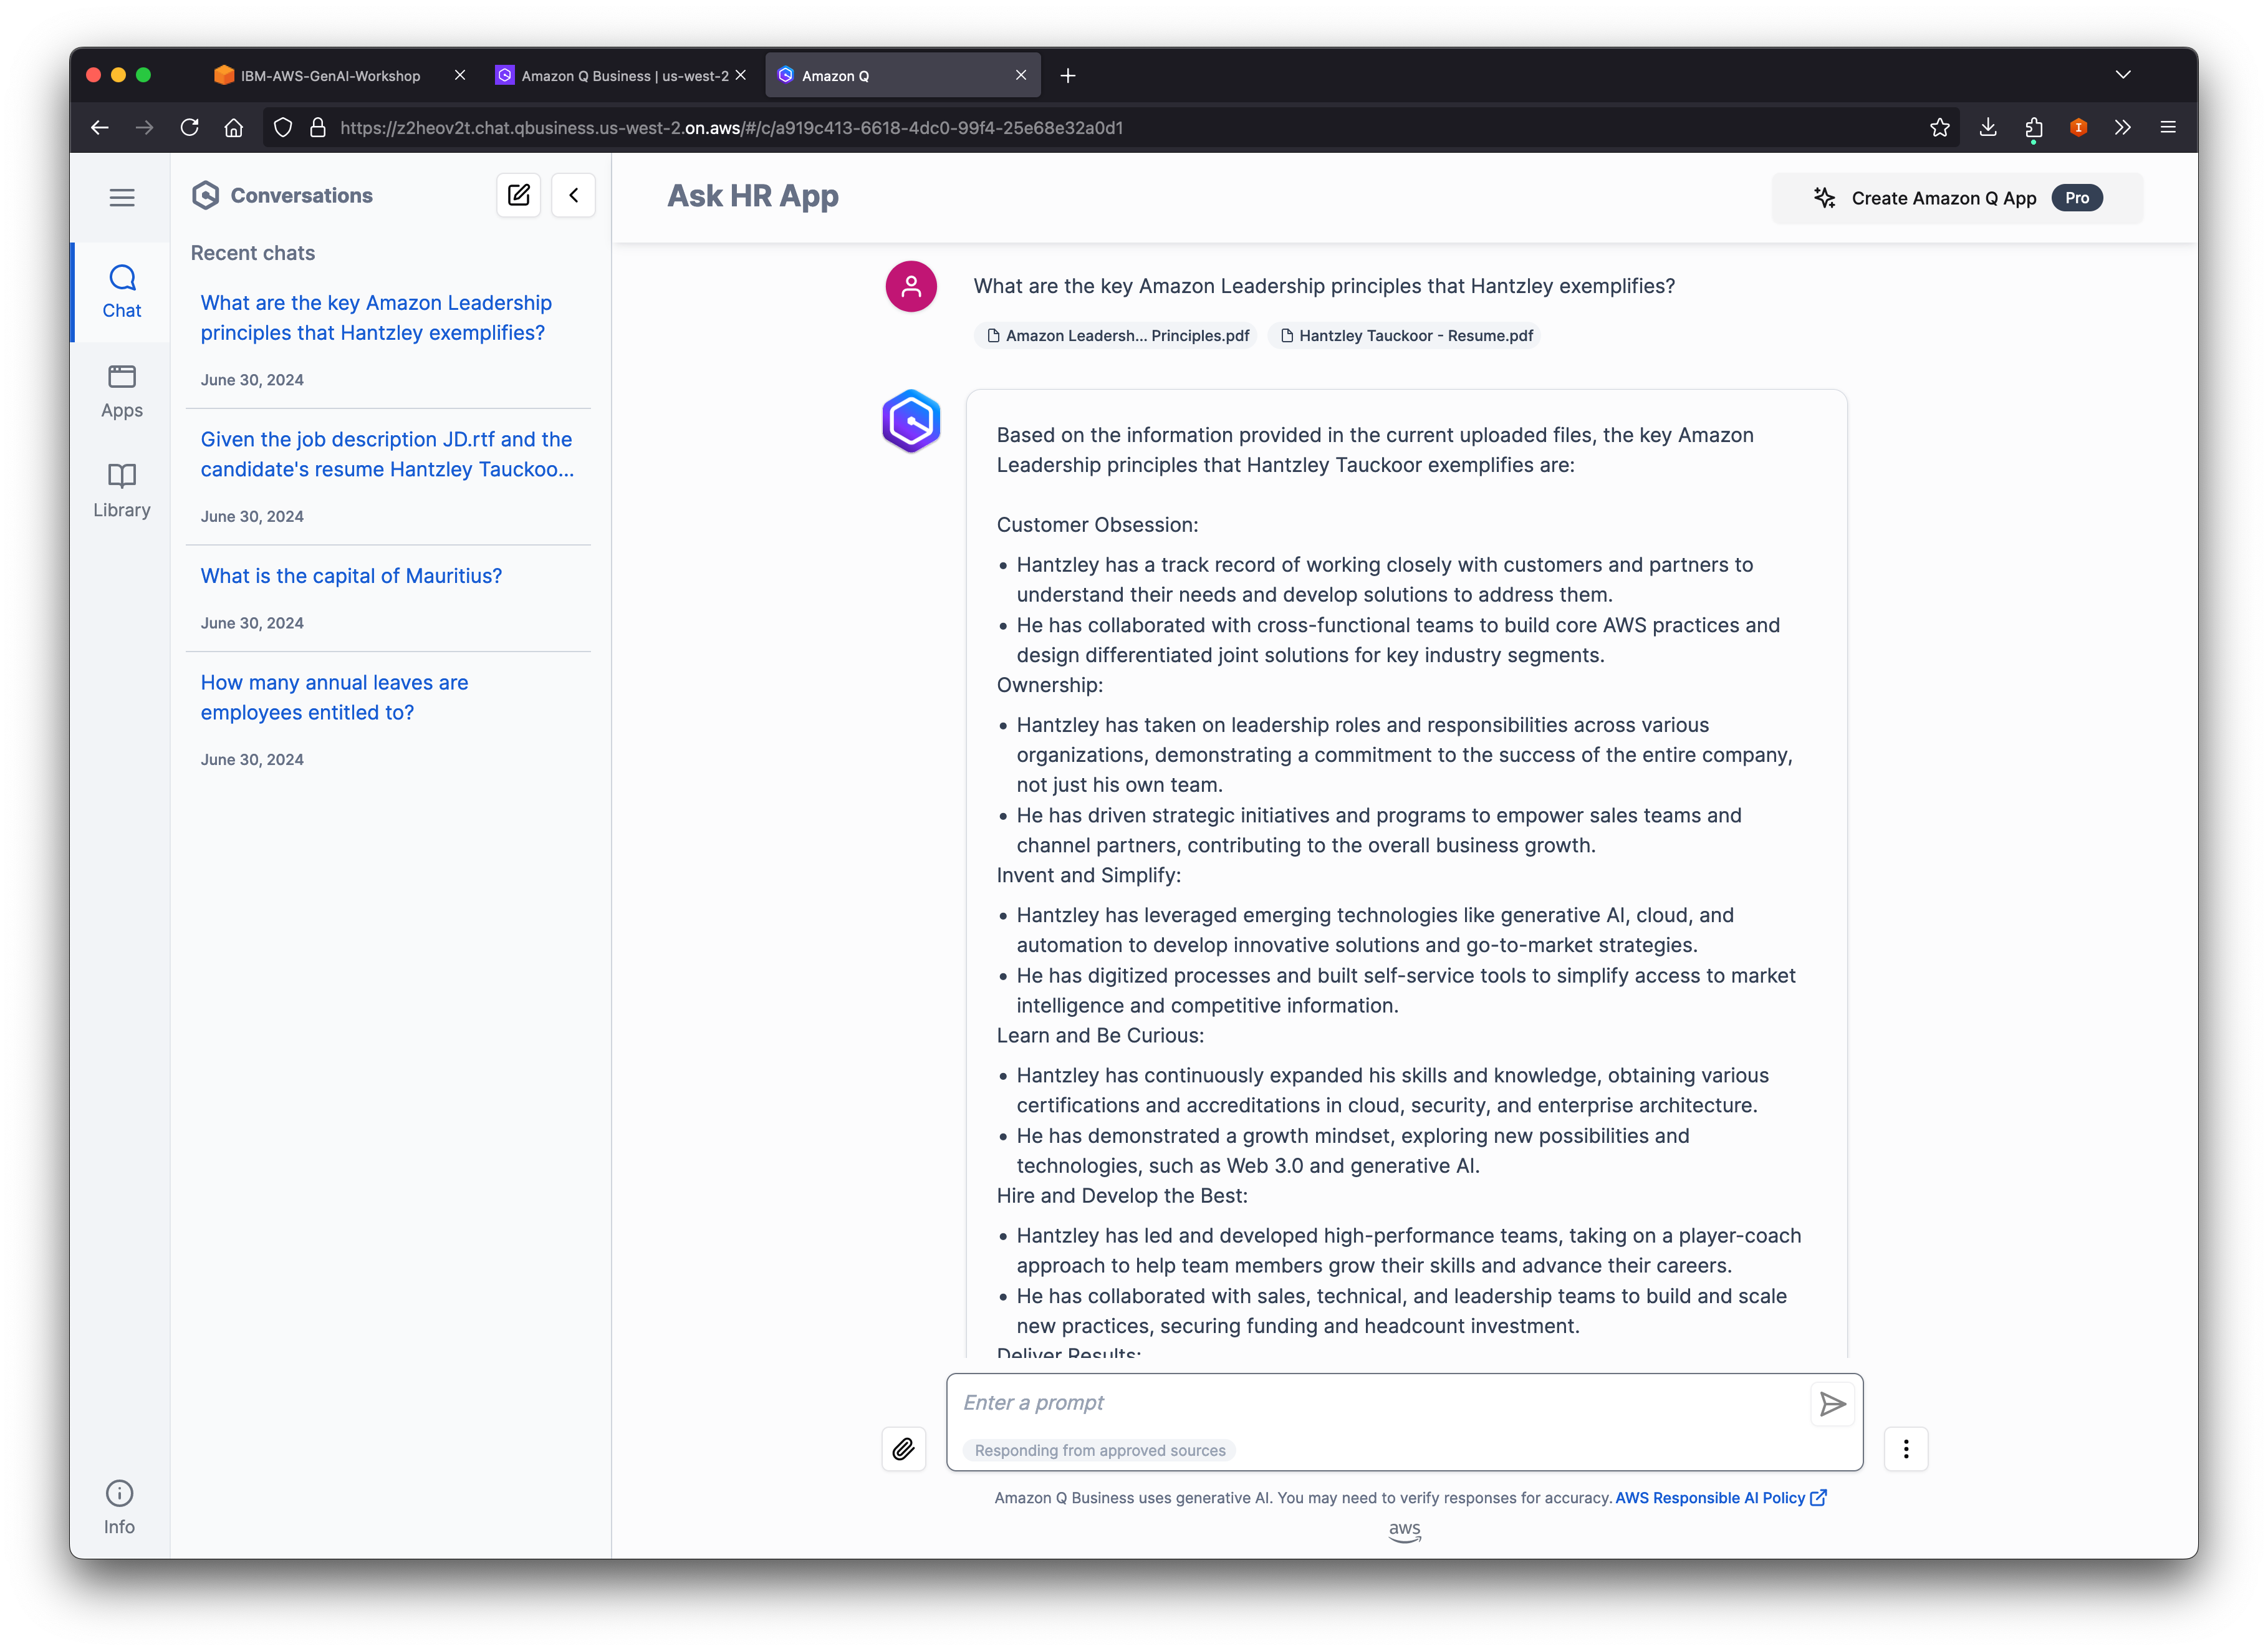 IBM-AWS-GenAI-Workshop
Amazon Q Business | us-west-2
Amazon Q
https://z2heov2t.chat.qbusiness.us-west-2.on.aws/#/c/a919c413-6618-4dc0-99f4-25e68e32a0d1
Chat
Apps
Library
Info
Conversations
Recent chats
What are the key Amazon Leadership
principles that Hantzley exemplifies?
June 30, 2024
Given the job description JD.rtf and the
candidate's resume Hantzley Tauckoo...
June 30, 2024
What is the capital of Mauritius?
June 30, 2024
How many annual leaves are
employees entitled to?
June 30, 2024
Ask HR App
Create Amazon Q App Pro
What are the key Amazon Leadership principles that Hantzley exemplifies?
Amazon Leadersh... Principles.pdf
Hantzley Tauckoor - Resume.pdf
Based on the information provided in the current uploaded files, the key Amazon
Leadership principles that Hantzley Tauckoor exemplifies are:
Customer Obsession:
• Hantzley has a track record of working closely with customers and partners to
understand their needs and develop solutions to address them.
• He has collaborated with cross-functional teams to build core AWS practices and
design differentiated joint solutions for key industry segments.
Ownership:
• Hantzley has taken on leadership roles and responsibilities across various
organizations, demonstrating a commitment to the success of the entire company,
not just his own team.
• He has driven strategic initiatives and programs to empower sales teams and
channel partners, contributing to the overall business growth.
Invent and Simplify:
• Hantzley has leveraged emerging technologies like generative AI, cloud, and
automation to develop innovative solutions and go-to-market strategies.
• He has digitized processes and built self-service tools to simplify access to market
intelligence and competitive information.
Learn and Be Curious:
• Hantzley has continuously expanded his skills and knowledge, obtaining various
certifications and accreditations in cloud, security, and enterprise architecture.
• He has demonstrated a growth mindset, exploring new possibilities and
technologies, such as Web 3.0 and generative AI.
Hire and Develop the Best:
• Hantzley has led and developed high-performance teams, taking on a player-coach
approach to help team members grow their skills and advance their careers.
• He has collaborated with sales, technical, and leadership teams to build and scale
new practices, securing funding and headcount investment.
Deliver Results:
Enter a prompt
Responding from approved sources
Amazon Q Business uses generative AI. You may need to verify responses for accuracy. AWS Responsible AI Policy
aws